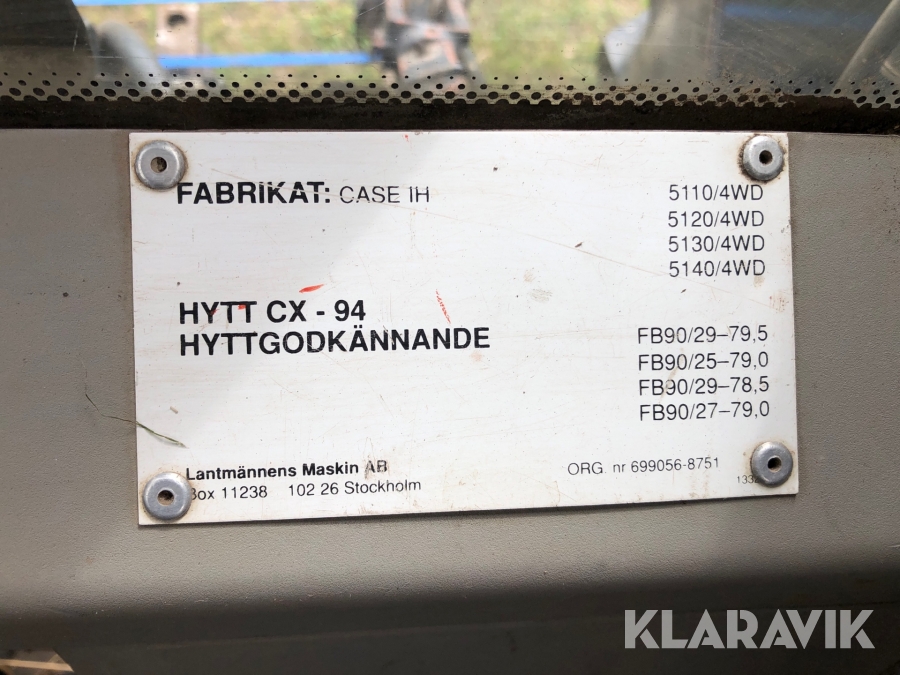 FABRIKAT: CASE IH
5110/4WD
5120/4WD
5130/4WD
5140/4WD
HYTT CX - 94
HYTTGODKÄNNANDE
FB90/29–79,5
FB90/25–79,0
FB90/29–78,5
FB90/27–79,0
Lantmännens Maskin AB
Box 11238 102 26 Stockholm
ORG. nr 699056-8751
KLARAVIK